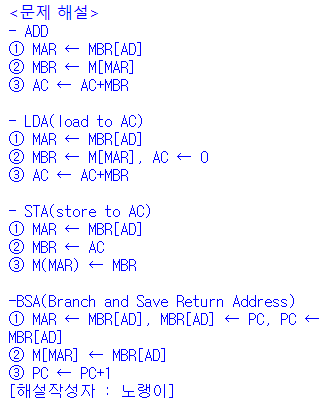 <문제 해설>
- ADD
① MAR ← MBR[AD]
② MBR ← M[MAR]
③ AC ← AC+MBR
- LDA(load to AC)
① MAR ← MBR[AD]
② MBR ← M[MAR], AC ← 0
③ AC ← AC+MBR
- STA(store to AC)
① MAR ← MBR[AD]
② MBR ← AC
③ M(MAR) ← MBR
-BSA(Branch and Save Return Address)
① MAR ← MBR[AD], MBR[AD] ← PC, PC ←
MBR[AD]
② M[MAR] ← MBR[AD]
③ PC ← PC+1
[해설작성자 : 노랭이]